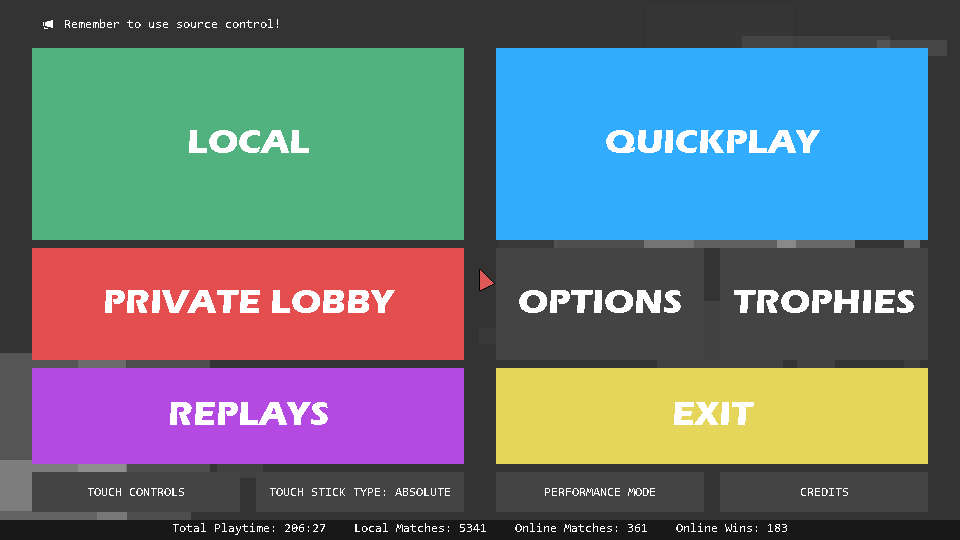 Remember to use source control!
LOCAL
QUICKPLAY
PRIVATE LOBBY
OPTIONS
TROPHIES
REPLAYS
EXIT
TOUCH CONTROLS
TOUCH STICK TYPE: ABSOLUTE
PERFORMANCE MODE
CREDITS
Total Playtime: 206:27 Local Matches: 5341 Online Matches: 361 Online Wins: 183